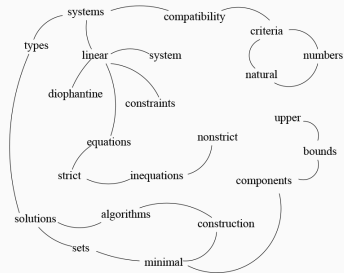 systems
compatibility
criteria
types
linear
system
numbers
natural
diophantine
constraints
upper
equations
nonstrict
bounds
strict
inequations
components
solutions
algorithms
construction
sets
minimal